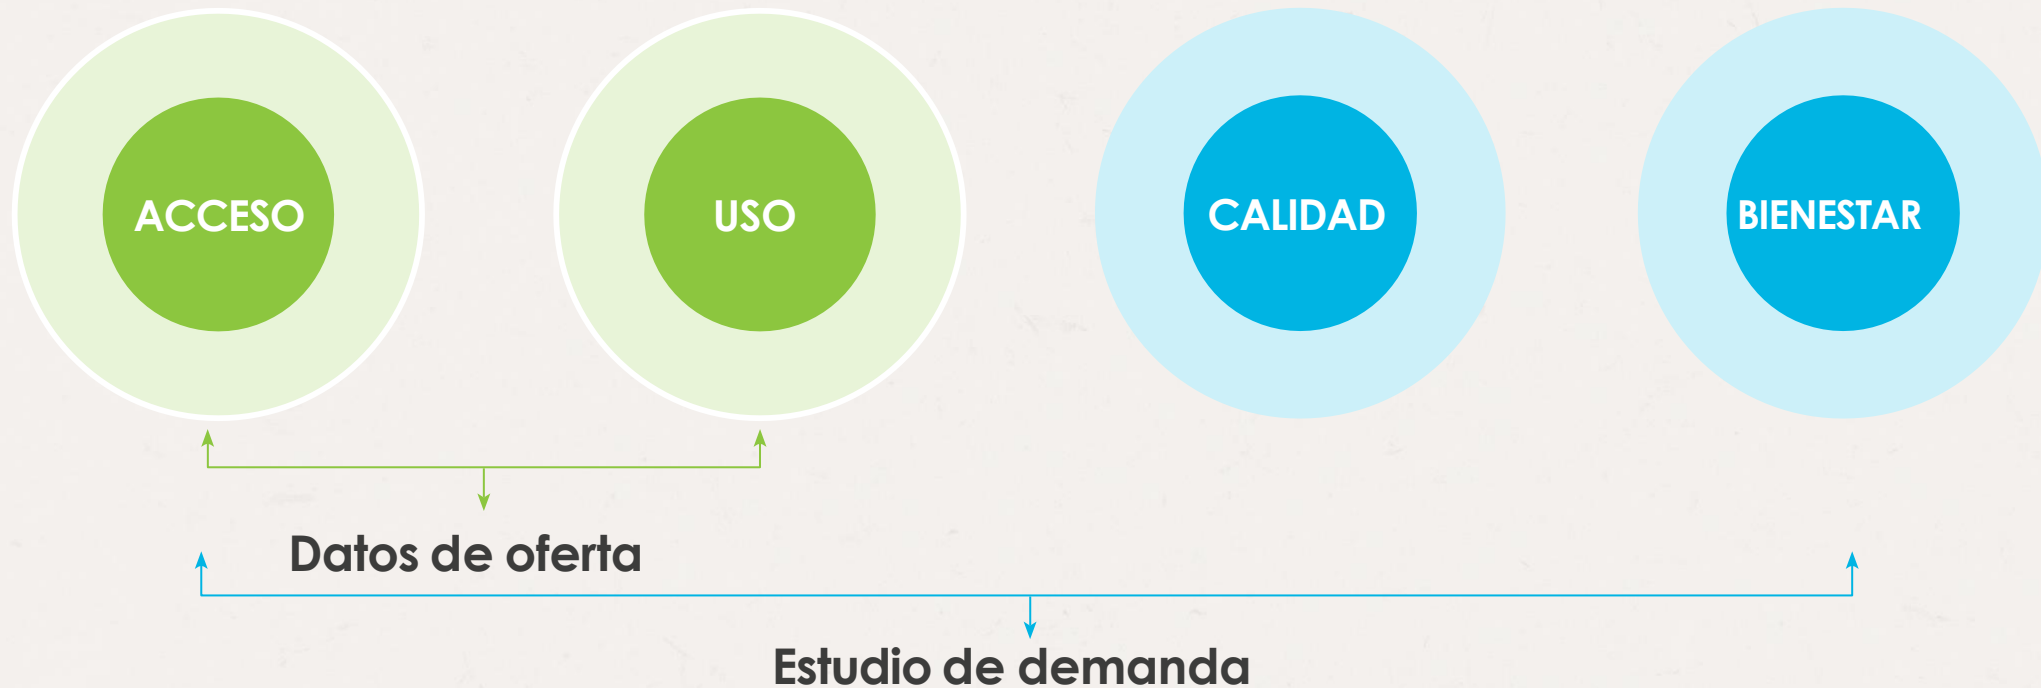 ACCESO
USO
CALIDAD
BIENESTAR
Datos de oferta
Estudio de demanda